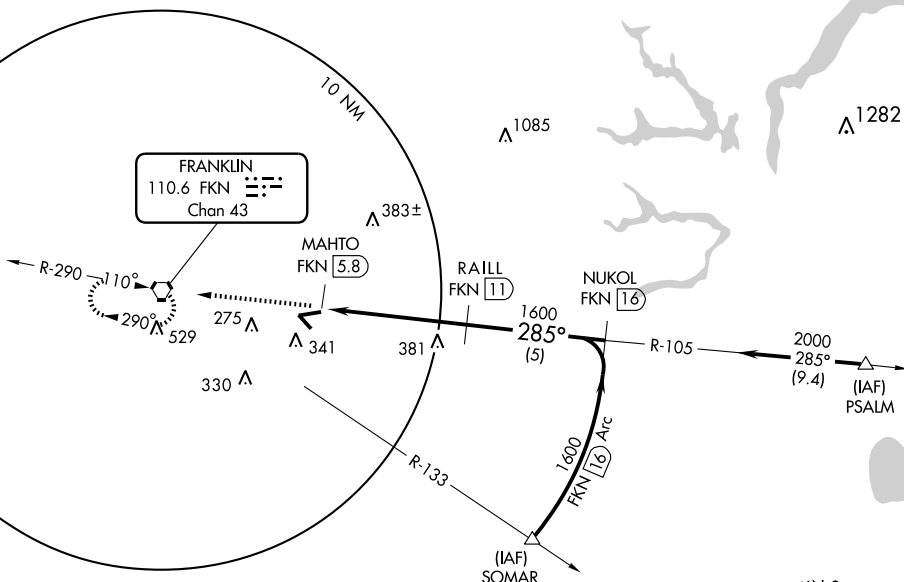 10 NM
1085
1282
FRANKLIN
110.6 FKN
Chan 43
383±
MAHTO
FKN 5.8
RAILL
FKN 11
NUKOL
FKN 16
R-290
110°
290°
529
275
341
330
381
1600
285°
(5)
R-105
2000
285°
(9.4)
(IAF)
PSALM
R-133
1600
FKN 16 Arc
(IAF)
SOMAR